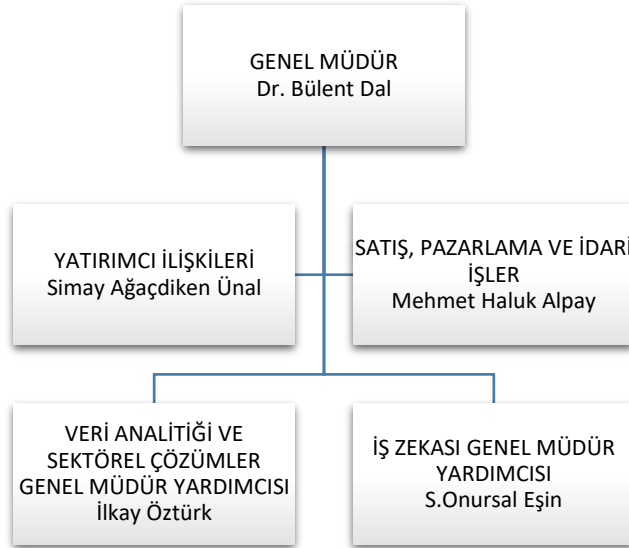 GENEL MÜDÜR
Dr. Bülent Dal
YATIRIMCI İLİŞKİLERİ
Simay Ağaçdiken Ünal
SATIŞ, PAZARLAMA VE İDARİ
İŞLER
Mehmet Haluk Alpay
VERİ ANALİTİĞİ VE
SEKTÖREL ÇÖZÜMLER
GENEL MÜDÜR YARDIMCISI
İlkay Öztürk
İŞ ZEKASI GENEL MÜDÜR
YARDIMCISI
S.Onursal Eşin